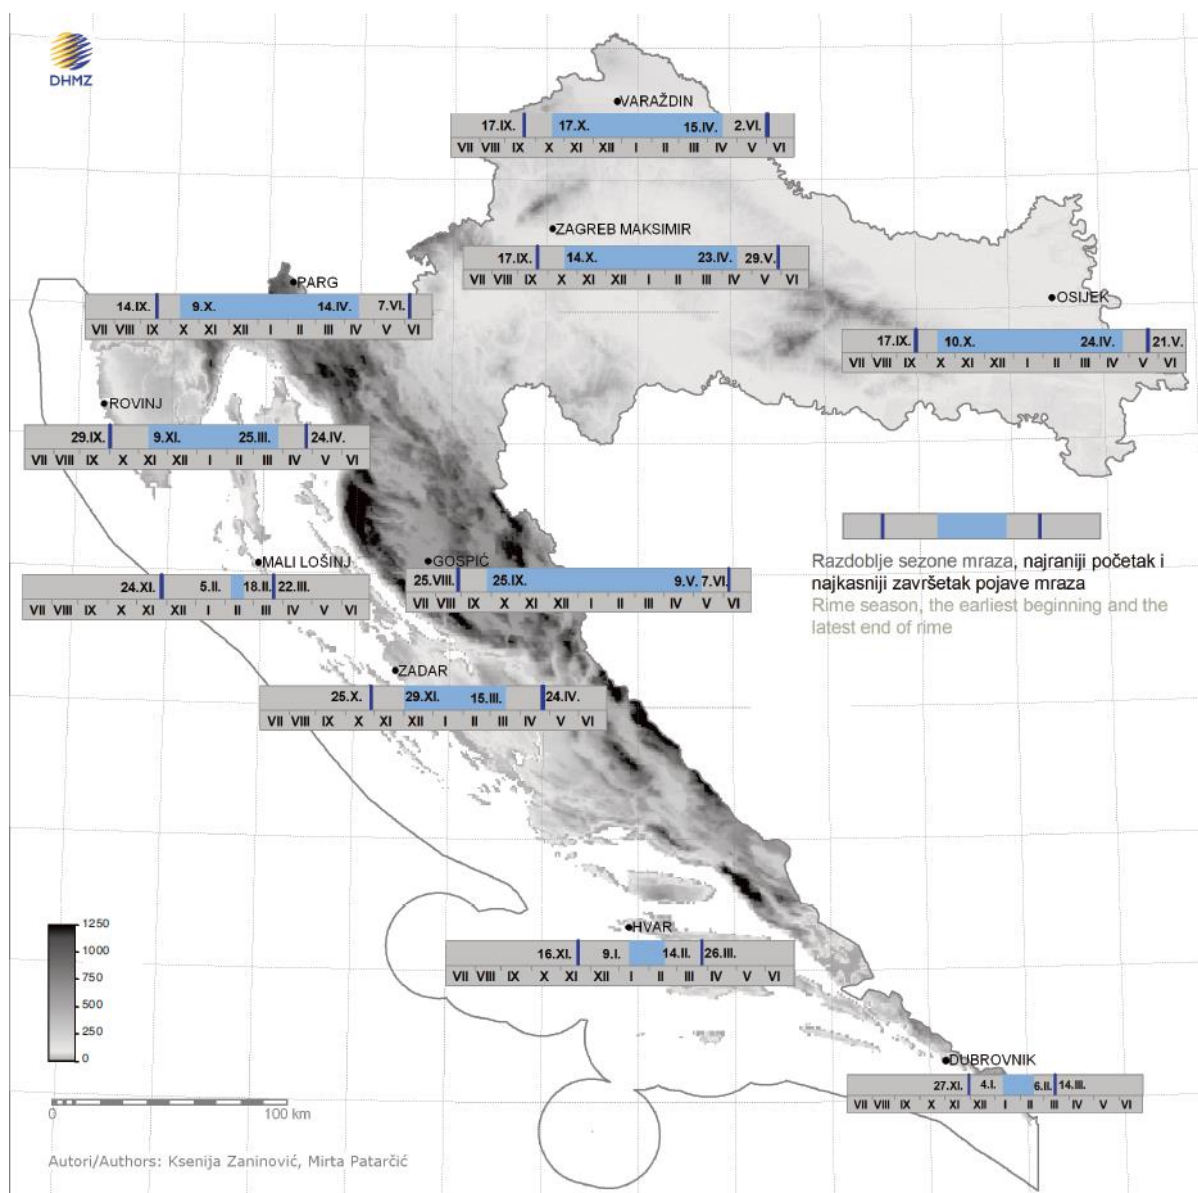 DHMZ
VARAŽDIN
17.IX. 17.X. 15.IV. 2.VI.
VII VIII IX X XI XII I II III IV V VI
ZAGREB MAKSIMIR
17.IX. 14.X. 23.IV. 29.V.
VII VIII IX X XI XII I II III IV V VI
PARG
14.IX. 9.X. 14.IV. 7.VI.
VII VIII IX X XI XII I II III IV V VI
OSIJEK
17.IX. 10.X. 24.IV. 21.V.
VII VIII IX X XI XII I II III IV V VI
ROVINJ
29.IX. 9.XI. 25.III. 24.IV.
VII VIII IX X XI XII I II III IV V VI
Razdoblje sezone mraza, najraniji početak i
najkasniji završetak pojave mraza
Rime season, the earliest beginning and the
latest end of rime
MALI LOŠINJ
24.XI. 5.II. 18.II. 22.III.
VII VIII IX X XI XII I II III IV V VI
GOSPIĆ
25.VIII. 25.IX. 9.V. 7.VI.
VII VIII IX X XI XII I II III IV V VI
ZADAR
25.X. 29.XI. 15.III. 24.IV.
VII VIII IX X XI XII I II III IV V VI
HVAR
16.XI. 9.I. 14.II. 26.III.
VII VIII IX X XI XII I II III IV V VI
1250
1000
750
500
250
0
DUBROVNIK
27.XI. 4.I. 6.II. 14.III.
VII VIII IX X XI XII I II III IV V VI
0 100 km
Autori/Authors: Ksenija Zaninović, Mirta Patarčić